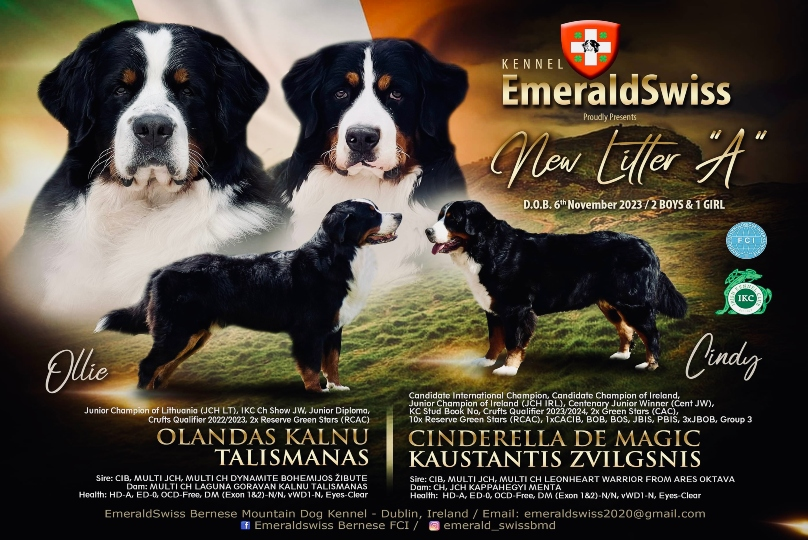 KENNEL
EmeraldSwiss
Proudly Presents
New Litter "A"
D.O.B. 6th November 2023 / 2 BOYS & 1 GIRL
FCI
IKC
Ollie
Cindy
Junior Champion of Lithuania (JCH LT), IKC Ch Show JW, Junior Diploma,
Crufts Qualifier 2022/2023, 2x Reserve Green Stars (RCAC)
OLANDAS KALNU
TALISMANAS
Sire: CIB, MULTI JCH, MULTI CH DYNAMITE BOHEMIJOS ŽIBUTE
Dam: MULTI CH LAGUNA GORAVAN KALNU TALISMANAS
Health: HD-A, ED-0, OCD-Free, DM (Exon 1&2)-N/N, vWD1-N, Eyes-Clear
Candidate International Champion, Candidate Champion of Ireland,
Junior Champion of Ireland (JCH IRL), Centenary Junior Winner (Cent JW),
KC Stud Book No, Crufts Qualifier 2023/2024, 2x Green Stars (CAC),
10x Reserve Green Stars (RCAC), 1xCACIB, BOB, BOS, JBIS, PBIS, 3xJBOB, Group 3
CINDERELLA DE MAGIC
KAUSTANTIS ZVILGSNIS
Sire: CIB, MULTI JCH, MULTI CH LEONHEART WARRIOR FROM ARES OKTAVA
Dam: CH, JCH KAPPAHEGYI MENTA
Health: HD-A, ED-0, OCD-Free, DM (Exon 1&2)-N/N, vWD1-N, Eyes-Clear
EmeraldSwiss Bernese Mountain Dog Kennel - Dublin, Ireland / Email: emeraldswiss2020@gmail.com
Emeraldswiss Bernese FCI / emerald_swissbmd